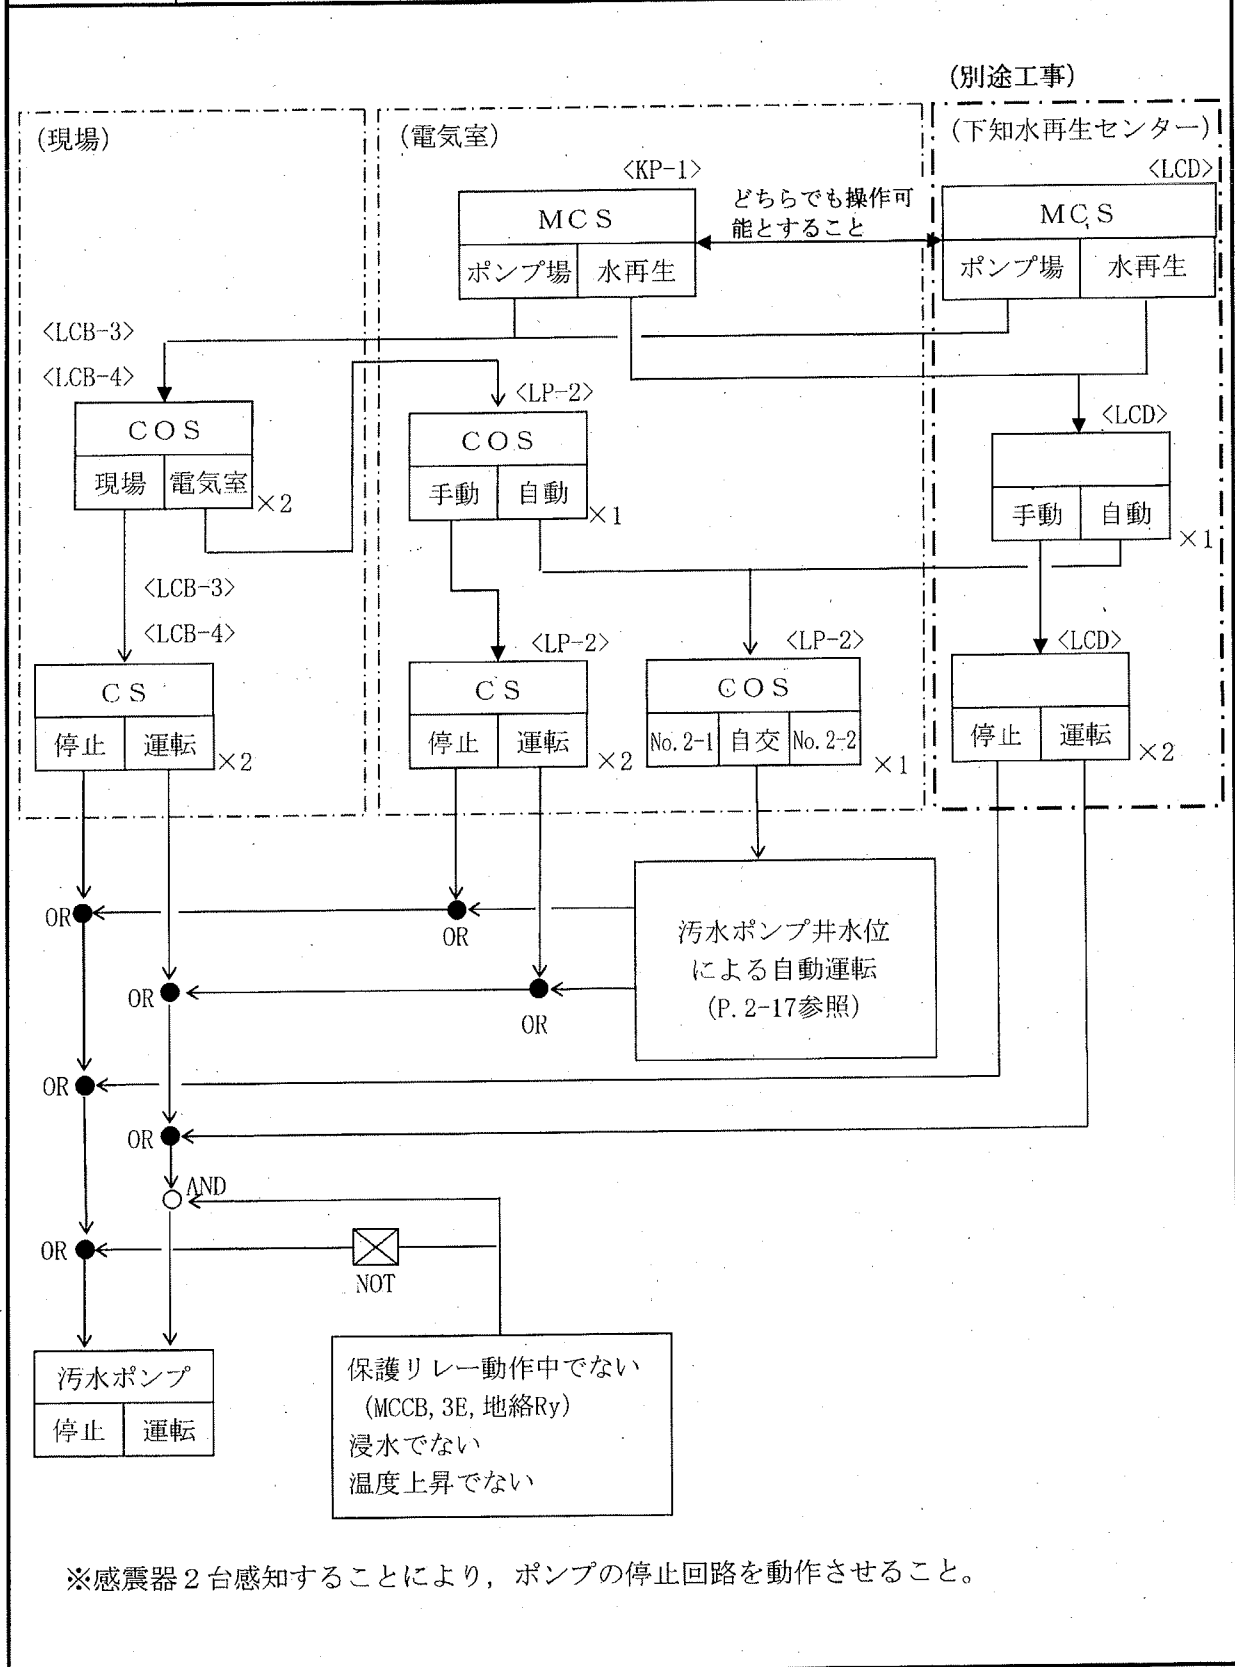 (別途工事)
(現場)
(電気室)
(下知水再生センター)
<KP-1>
<LCD>
MCS
ポンプ場
水再生
どちらでも操作可
能とすること
MCS
ポンプ場
水再生
<LCB-3>
<LCB-4>
COS
現場
電気室
×2
<LP-2>
COS
手動
自動
×1
<LCD>
手動
自動
×1
<LCB-3>
<LCB-4>
CS
停止
運転
×2
<LP-2>
CS
停止
運転
×2
<LP-2>
COS
No.2-1
自交
No.2-2
×1
<LCD>
停止
運転
×2
OR
OR
汚水ポンプ井水位
による自動運転
(P.2-17参照)
OR
OR
OR
OR
AND
OR
NOT
汚水ポンプ
停止
運転
保護リレー動作中でない
(MCCB,3E,地絡Ry)
浸水でない
温度上昇でない
※感震器2台感知することにより,ポンプの停止回路を動作させること。